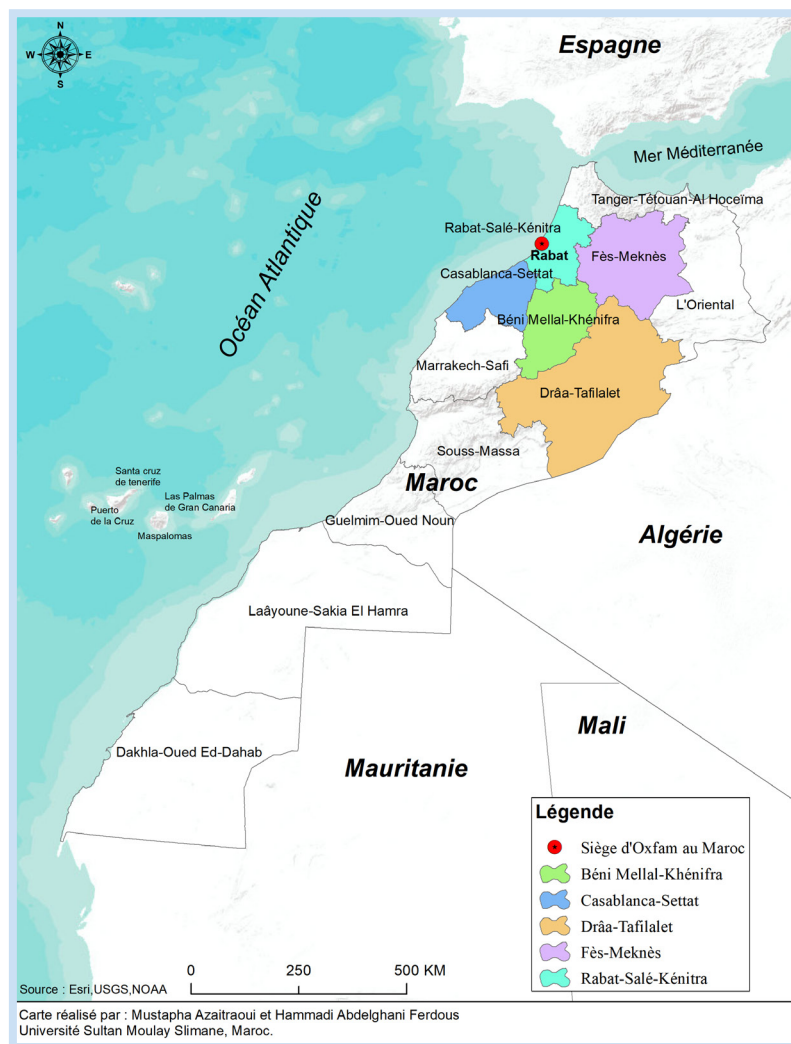 N
W
E
S
Espagne
Mer Méditerranée
Océan Atlantique
Tanger-Tétouan-Al Hoceïma
Rabat-Salé-Kénitra
Rabat
Fès-Meknès
Casablanca-Settat
L'Oriental
Béni Mellal-Khénifra
Marrakech-Safi
Drâa-Tafilalet
Souss-Massa
Maroc
Santa cruz
de tenerife
Las Palmas
de Gran Canaria
Puerto
de la Cruz
Maspalomas
Guelmim-Oued Noun
Algérie
Laâyoune-Sakia El Hamra
Dakhla-Oued Ed-Dahab
Mali
Mauritanie
Légende
Siège d'Oxfam au Maroc
Béni Mellal-Khénifra
Casablanca-Settat
Drâa-Tafilalet
Fès-Meknès
Rabat-Salé-Kénitra
0 250 500 KM
Source : Esri,USGS,NOAA
Carte réalisé par : Mustapha Azaitraoui et Hammadi Abdelghani Ferdous
Université Sultan Moulay Slimane, Maroc.